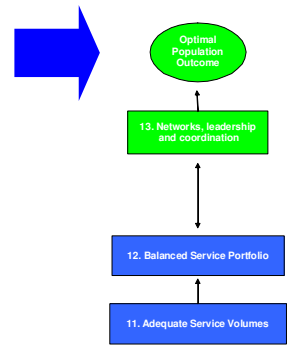 Optimal
Population
Outcome
13. Networks, leadership
and coordination
12. Balanced Service Portfolio
11. Adequate Service Volumes